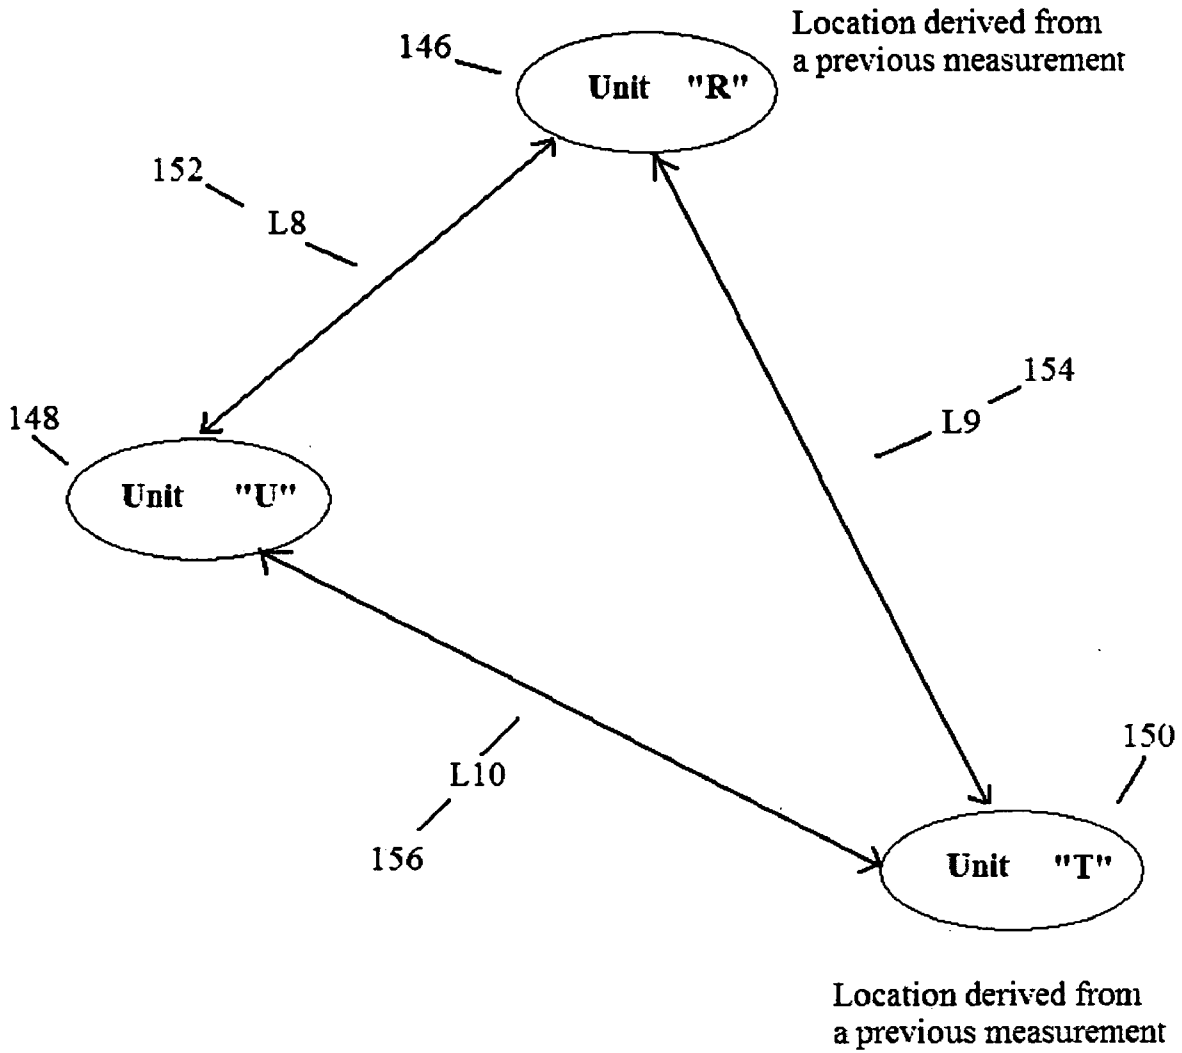 Location derived from
a previous measurement
146
Unit "R"
152
L8
154
L9
148
Unit "U"
150
L10
156
Unit "T"
Location derived from
a previous measurement